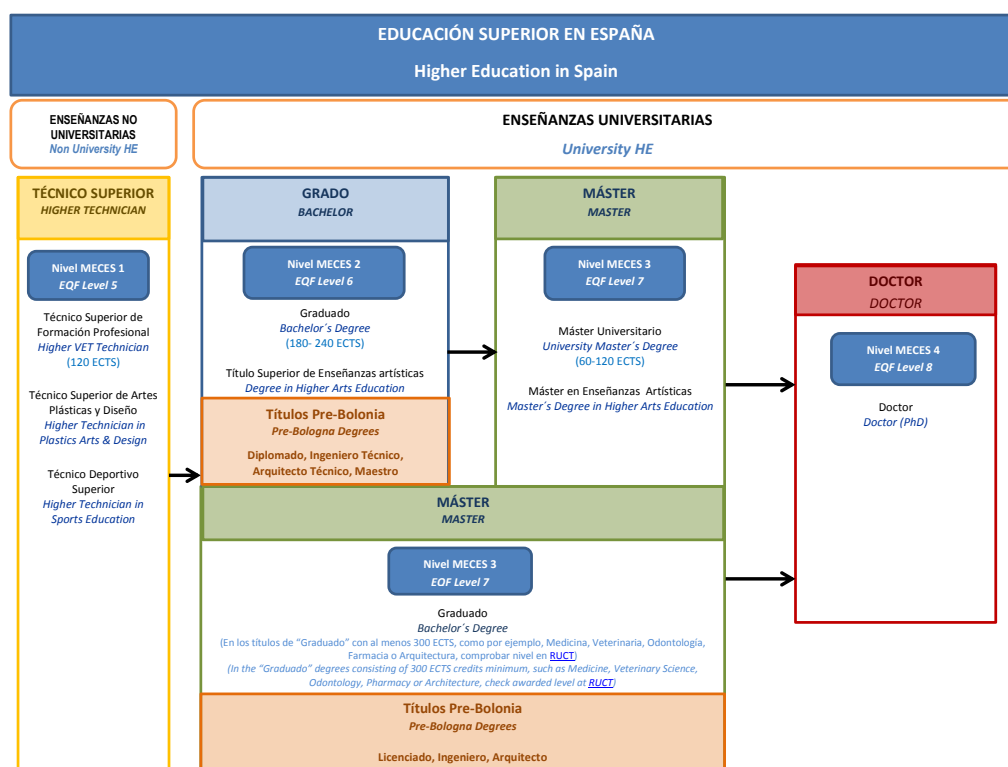 EDUCACIÓN SUPERIOR EN ESPAÑA
Higher Education in Spain
ENSEÑANZAS NO
UNIVERSITARIAS
Non University HE
ENSEÑANZAS UNIVERSITARIAS
University HE
TÉCNICO SUPERIOR
HIGHER TECHNICIAN
Nivel MECES 1
EQF Level 5
Técnico Superior de
Formación Profesional
Higher VET Technician
(120 ECTS)
Técnico Superior de Artes
Plásticas y Diseño
Higher Technician in
Plastics Arts & Design
Técnico Deportivo
Superior
Higher Technician in
Sports Education
GRADO
BACHELOR
Nivel MECES 2
EQF Level 6
Graduado
Bachelor´s Degree
(180- 240 ECTS)
Título Superior de Enseñanzas artísticas
Degree in Higher Arts Education
Títulos Pre-Bolonia
Pre-Bologna Degrees
Diplomado, Ingeniero Técnico,
Arquitecto Técnico, Maestro
MÁSTER
MASTER
Nivel MECES 3
EQF Level 7
Máster Universitario
University Master´s Degree
(60-120 ECTS)
Máster en Enseñanzas Artísticas
Master´s Degree in Higher Arts Education
MÁSTER
MASTER
Nivel MECES 3
EQF Level 7
Graduado
Bachelor´s Degree
(En los títulos de “Graduado” con al menos 300 ECTS, como por ejemplo, Medicina, Veterinaria, Odontología,
Farmacia o Arquitectura, comprobar nivel en RUCT)
(In the “Graduado” degrees consisting of 300 ECTS credits minimum, such as Medicine, Veterinary Science,
Odontology, Pharmacy or Architecture, check awarded level at RUCT)
Títulos Pre-Bolonia
Pre-Bologna Degrees
Licenciado, Ingeniero, Arquitecto
DOCTOR
DOCTOR
Nivel MECES 4
EQF Level 8
Doctor
Doctor (PhD)